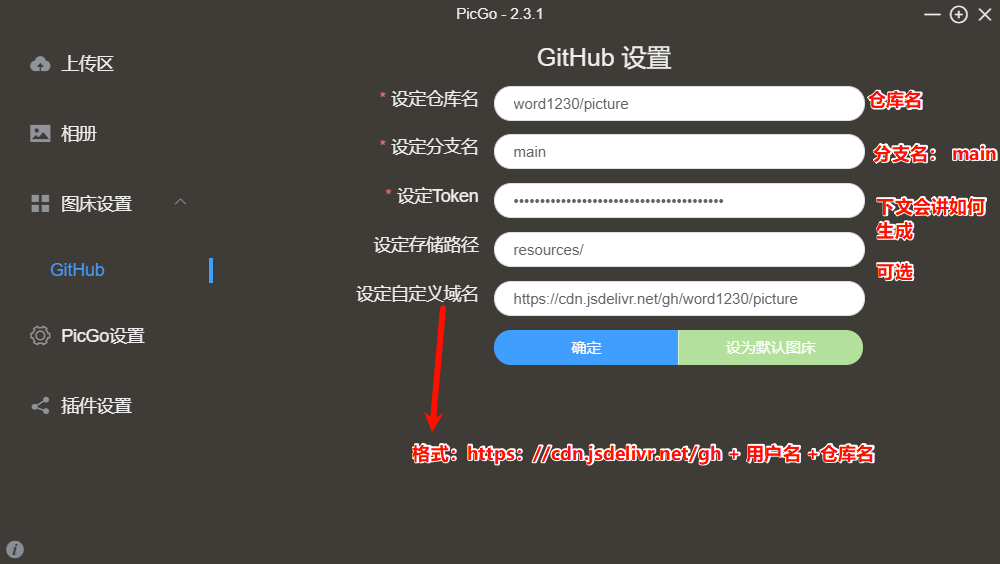 PicGo - 2.3.1
上传区
相册
图床设置
GitHub
PicGo设置
插件设置
GitHub 设置
* 设定仓库名
word1230/picture
仓库名
* 设定分支名
main
分支名： main
* 设定Token
••••••••••••••••••••••••••••••••••••••••
下文会讲如何
生成
设定存储路径
resources/
可选
设定自定义域名
https://cdn.jsdelivr.net/gh/word1230/picture
确定
设为默认图床
格式：https：//cdn.jsdelivr.net/gh + 用户名 +仓库名